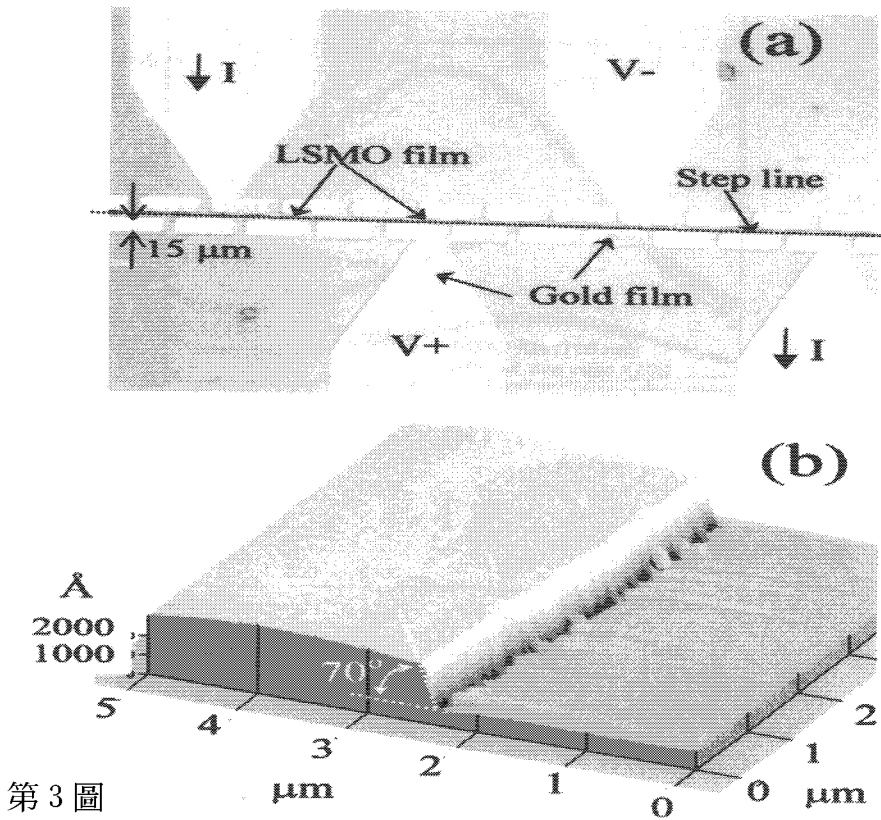 (a)
I
V-
LSMO film
Step line
15 μm
Gold film
V+
I
(b)
Å
2000
1000
70°
5
4
3
2
1
0
μm
0
1
2
μm
第3圖